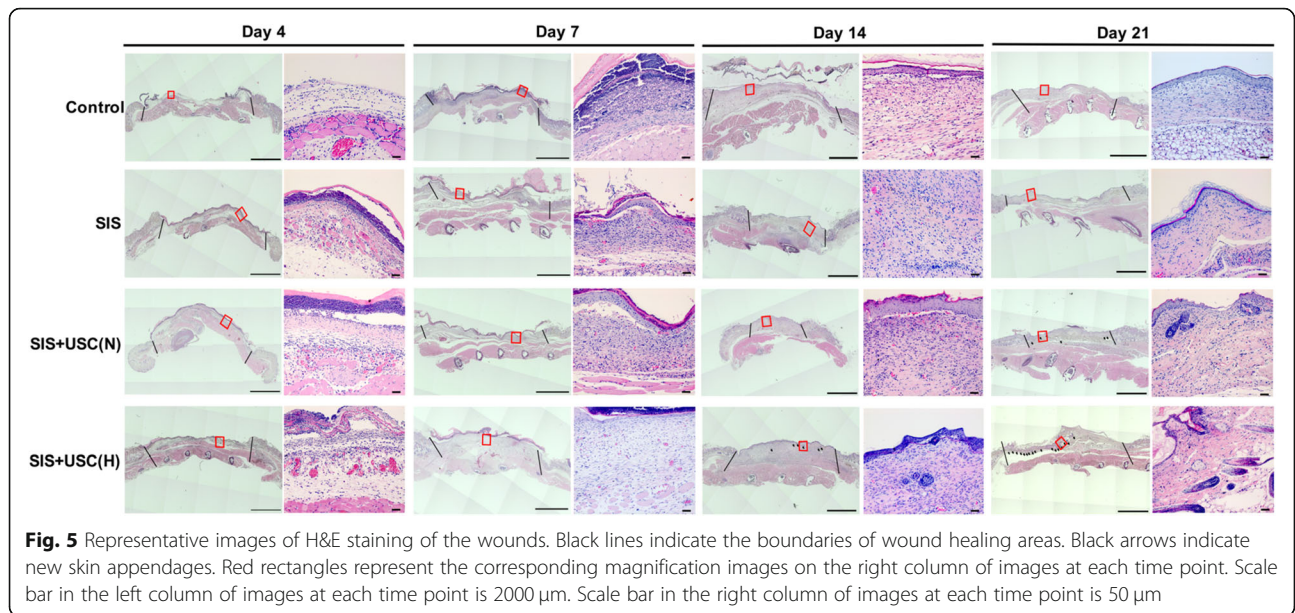 Day 4 Day 7 Day 14 Day 21
Control
SIS
SIS+USC(N)
SIS+USC(H)
Fig. 5 Representative images of H&E staining of the wounds. Black lines indicate the boundaries of wound healing areas. Black arrows indicate
new skin appendages. Red rectangles represent the corresponding magnification images on the right column of images at each time point. Scale
bar in the left column of images at each time point is 2000 μm. Scale bar in the right column of images at each time point is 50 μm